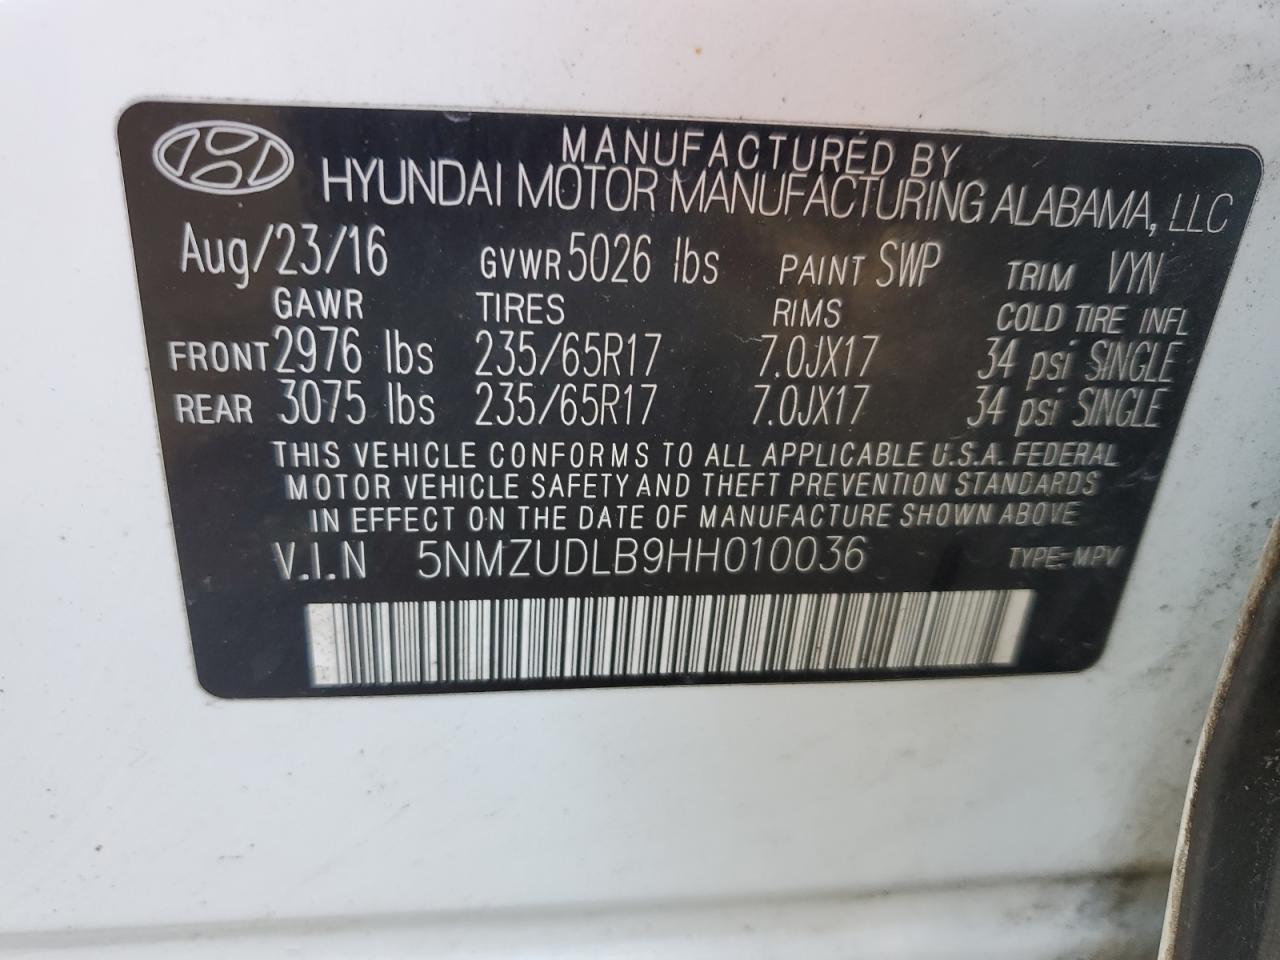 MANUFACTURED BY
HYUNDAI MOTOR MANUFACTURING ALABAMA, LLC
Aug/23/16 GVWR 5026 lbs PAINT SWP TRIM VYN
GAWR TIRES RIMS COLD TIRE INFL
FRONT 2976 lbs 235/65R17 7.0JX17 34 psi SINGLE
REAR 3075 lbs 235/65R17 7.0JX17 34 psi SINGLE
THIS VEHICLE CONFORMS TO ALL APPLICABLE U.S.A. FEDERAL
MOTOR VEHICLE SAFETY AND THEFT PREVENTION STANDARDS
IN EFFECT ON THE DATE OF MANUFACTURE SHOWN ABOVE
V.I.N 5NMZUDLB9HH010036 TYPE: MPV